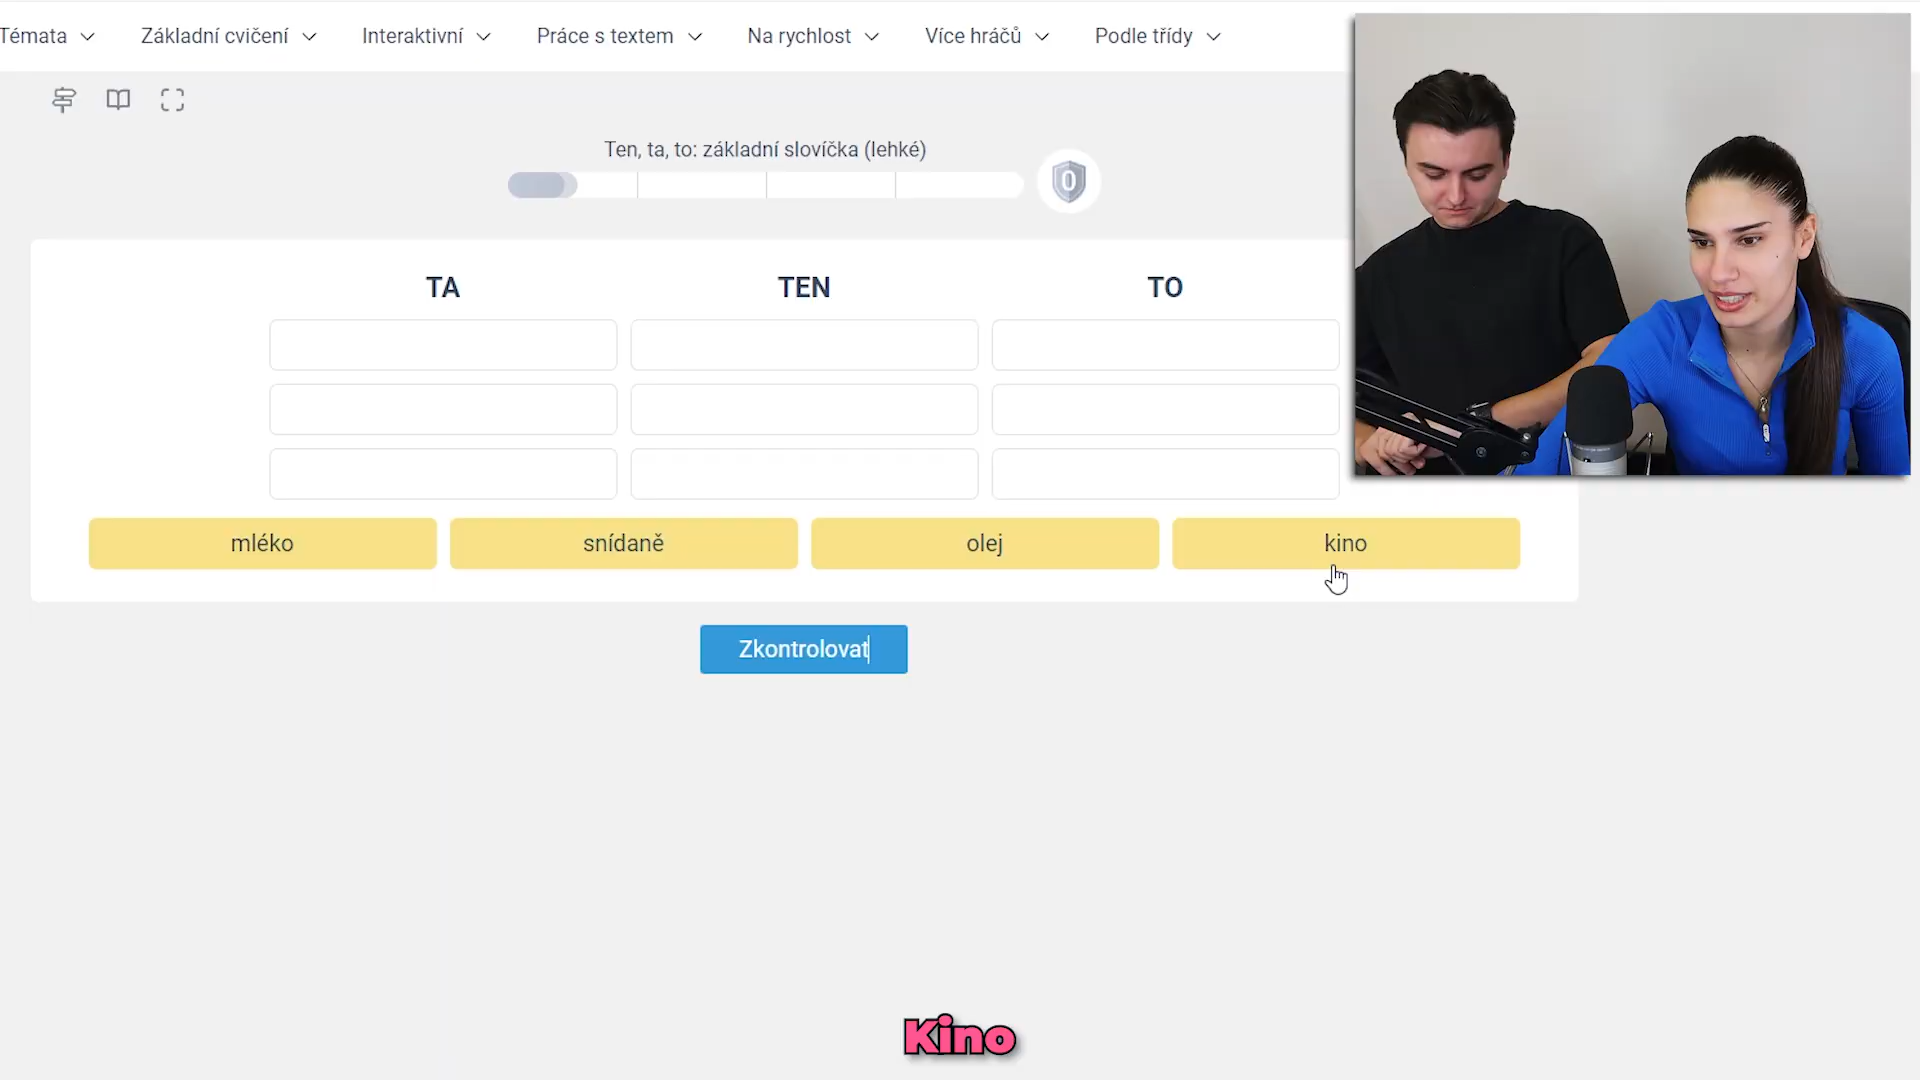 Témata
Základní cvičení
Interaktivní
Práce s textem
Na rychlost
Více hráčů
Podle třídy
Ten, ta, to: základní slovíčka (lehké)
0
TA
TEN
TO
mléko
snídaně
olej
kino
Zkontrolovat
Kino